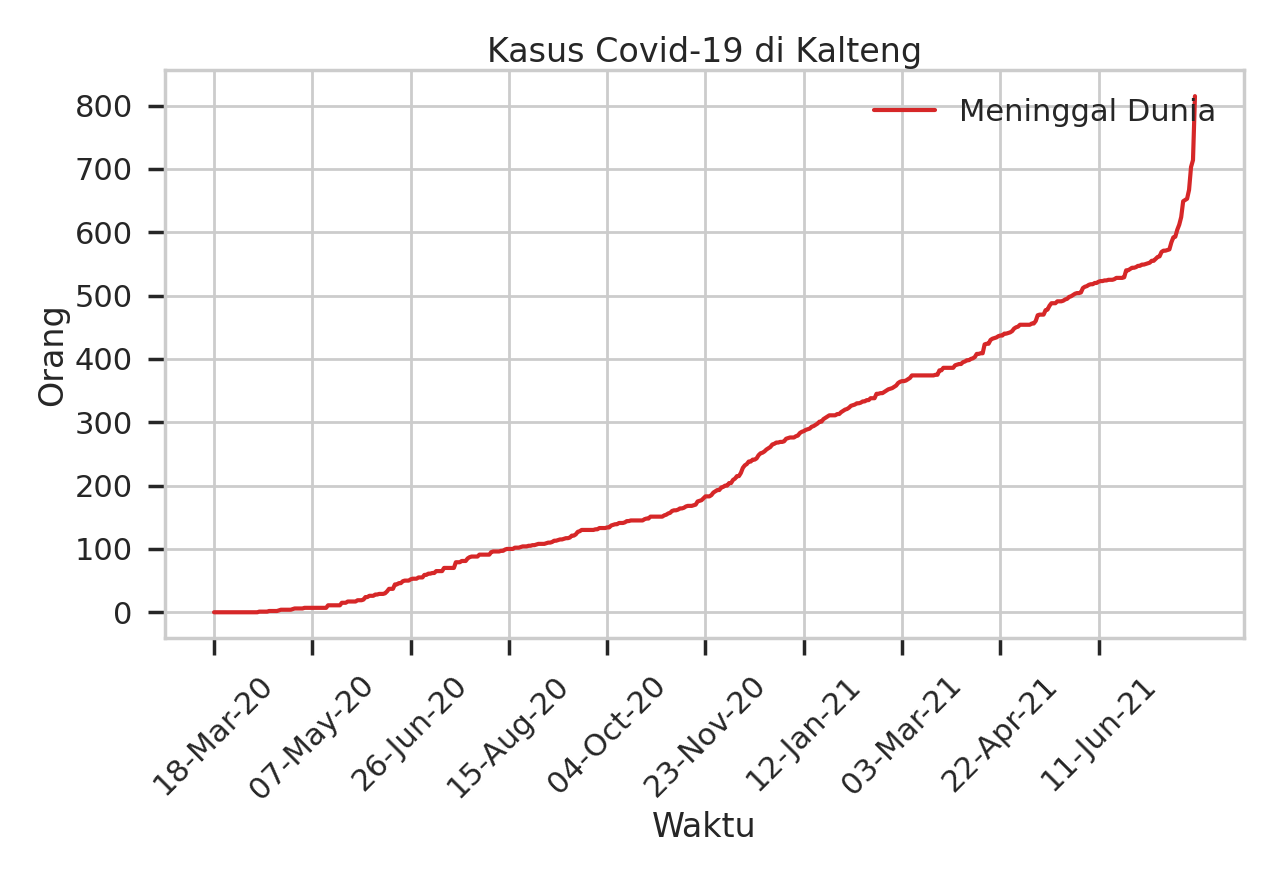 Kasus Covid-19 di Kalteng
Meninggal Dunia
Orang
800
700
600
500
400
300
200
100
0
18-Mar-20
07-May-20
26-Jun-20
15-Aug-20
04-Oct-20
23-Nov-20
12-Jan-21
03-Mar-21
22-Apr-21
11-Jun-21
Waktu